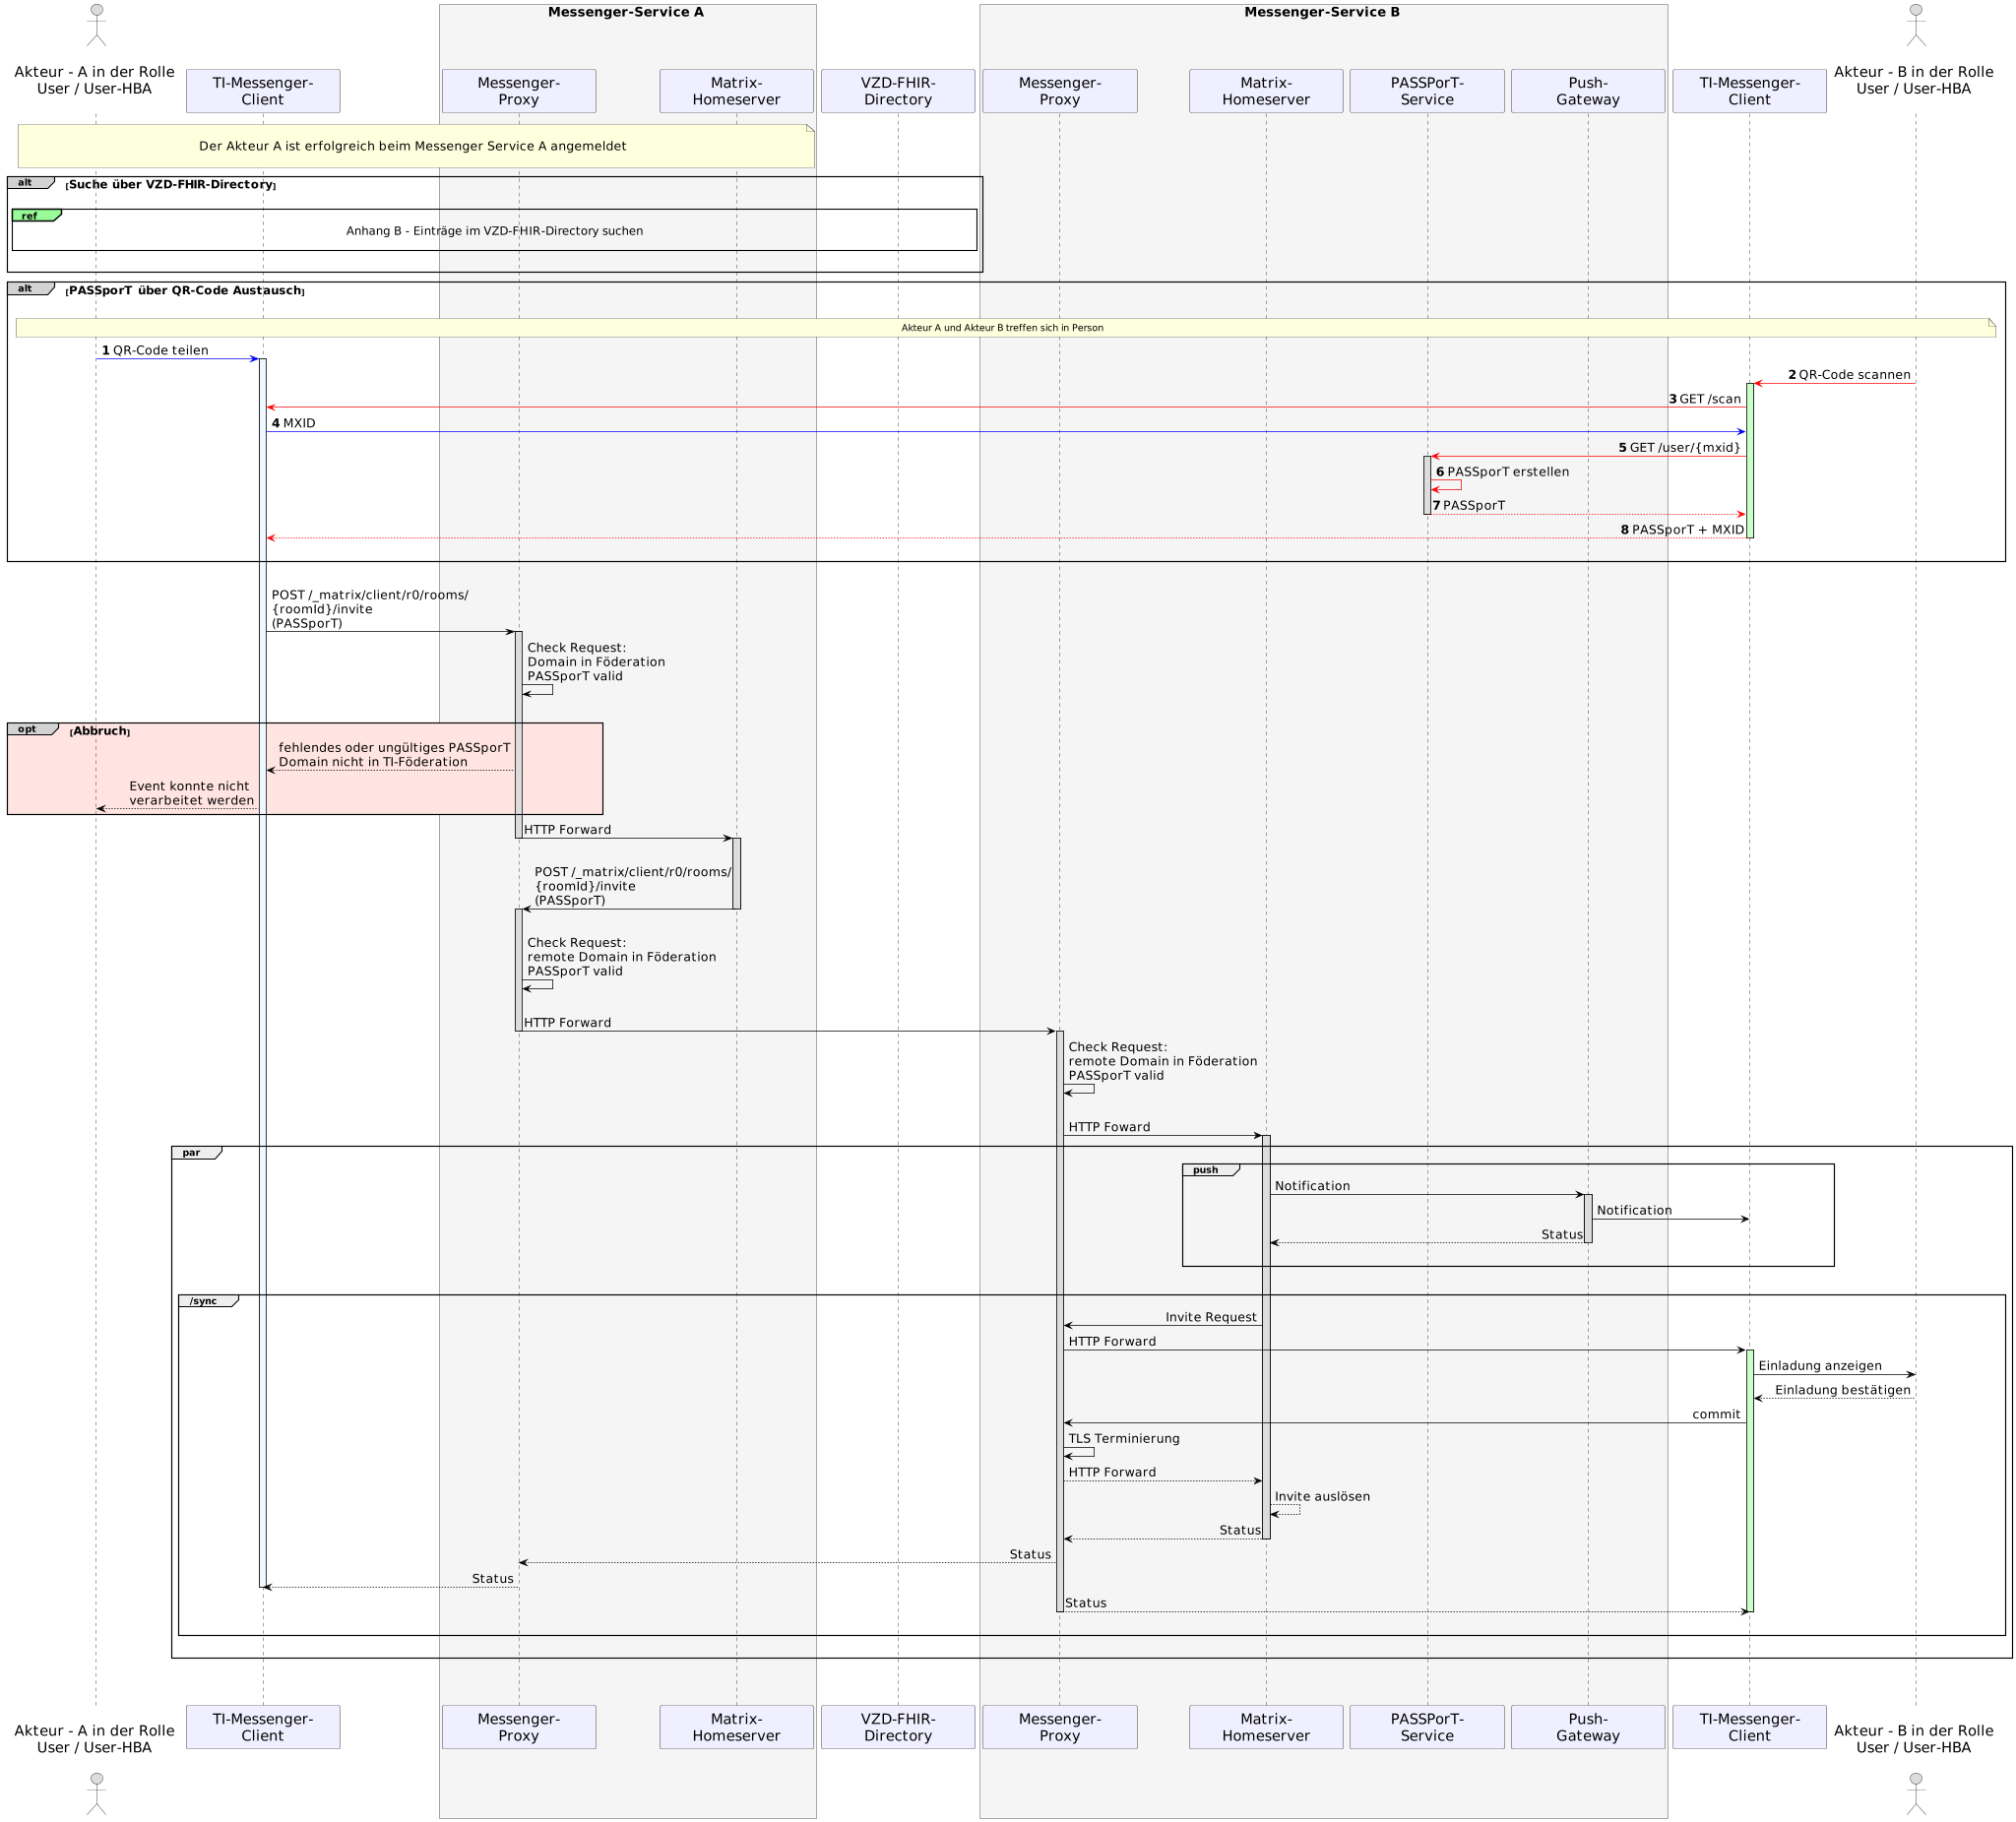 Messenger-Service A
Messenger-Service B
Akteur - A in der Rolle
User / User-HBA
TI-Messenger-
Client
Messenger-
Proxy
Matrix-
Homeserver
VZD-FHIR-
Directory
Messenger-
Proxy
Matrix-
Homeserver
PASSPorT-
Service
Push-
Gateway
TI-Messenger-
Client
Akteur - B in der Rolle
User / User-HBA
Der Akteur A ist erfolgreich beim Messenger Service A angemeldet
alt [Suche über VZD-FHIR-Directory]
ref
Anhang B - Einträge im VZD-FHIR-Directory suchen
alt [PASSporT über QR-Code Austausch]
Akteur A und Akteur B treffen sich in Person
1 QR-Code teilen
2 QR-Code scannen
3 GET /scan
4 MXID
5 GET /user/{mxid}
6 PASSporT erstellen
7 PASSporT
8 PASSporT + MXID
POST /_matrix/client/r0/rooms/
{roomId}/invite
(PASSporT)
Check Request:
Domain in Föderation
PASSporT valid
opt [Abbruch]
fehlendes oder ungültiges PASSporT
Domain nicht in TI-Föderation
Event konnte nicht
verarbeitet werden
HTTP Forward
POST /_matrix/client/r0/rooms/
{roomId}/invite
(PASSporT)
Check Request:
remote Domain in Föderation
PASSporT valid
HTTP Forward
Check Request:
remote Domain in Föderation
PASSporT valid
HTTP Foward
par
push
Notification
Notification
Status
/sync
Invite Request
HTTP Forward
Einladung anzeigen
Einladung bestätigen
commit
TLS Terminierung
HTTP Forward
Invite auslösen
Status
Status
Status
Status
Akteur - A in der Rolle
User / User-HBA
TI-Messenger-
Client
Messenger-
Proxy
Matrix-
Homeserver
VZD-FHIR-
Directory
Messenger-
Proxy
Matrix-
Homeserver
PASSPorT-
Service
Push-
Gateway
TI-Messenger-
Client
Akteur - B in der Rolle
User / User-HBA